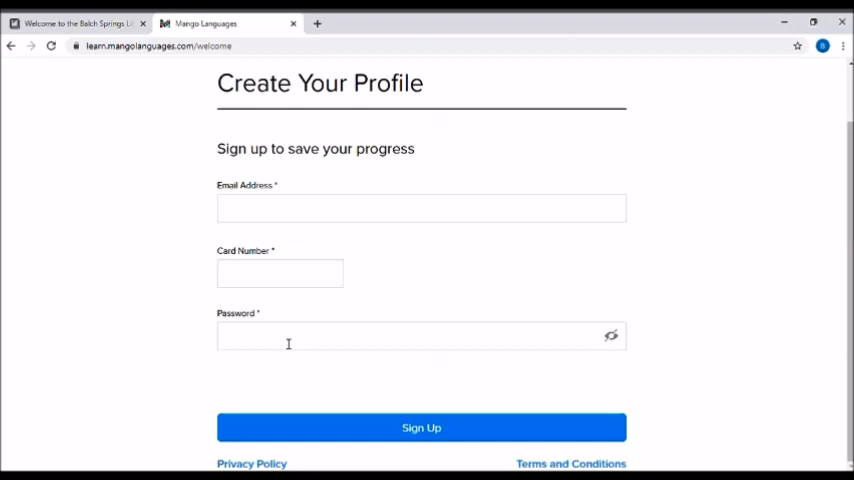 Welcome to the Balch Springs Li
Mango Languages
learn.mangolanguages.com/welcome
B
Create Your Profile
Sign up to save your progress
Email Address *
Card Number *
Password *
Sign Up
Privacy Policy
Terms and Conditions